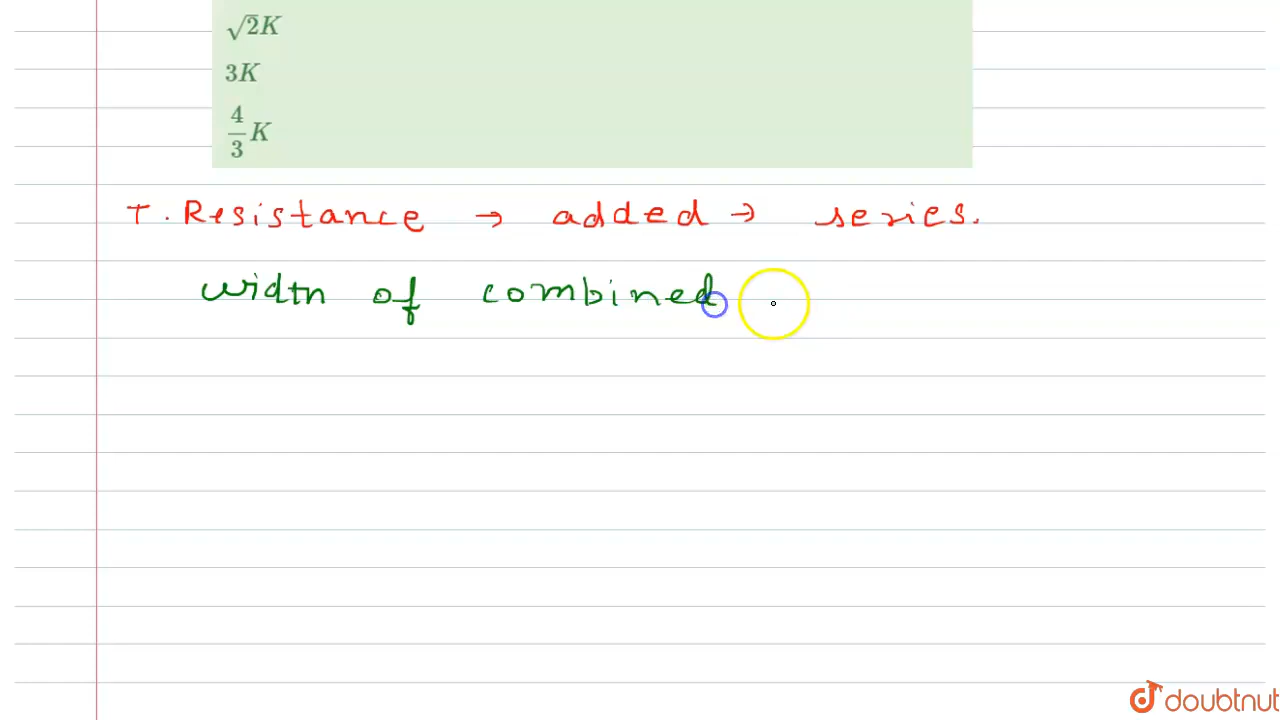 √2K
3K
4/3 K
T. Resistance → added → series.
width of combined
doubtnut